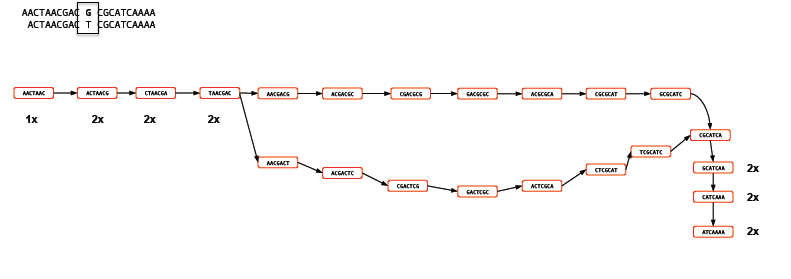 AACTAACGAC G CGCATCAAAA
ACTAACGAC T CGCATCAAAA
AACTAAC ACTAACG CTAACGA TAACGAC AACGACG ACGACGC CGACGCG GACGCGC ACGCGCA CGCGCAT GCGCATC
1x 2x 2x 2x
CGCATCA
TCGCATC
AACGACT
CTCGCAT
GCATCAA 2x
ACGACTC
CGACTCG
ACTCGCA
GACTCGC
CATCAAA 2x
ATCAAAA 2x